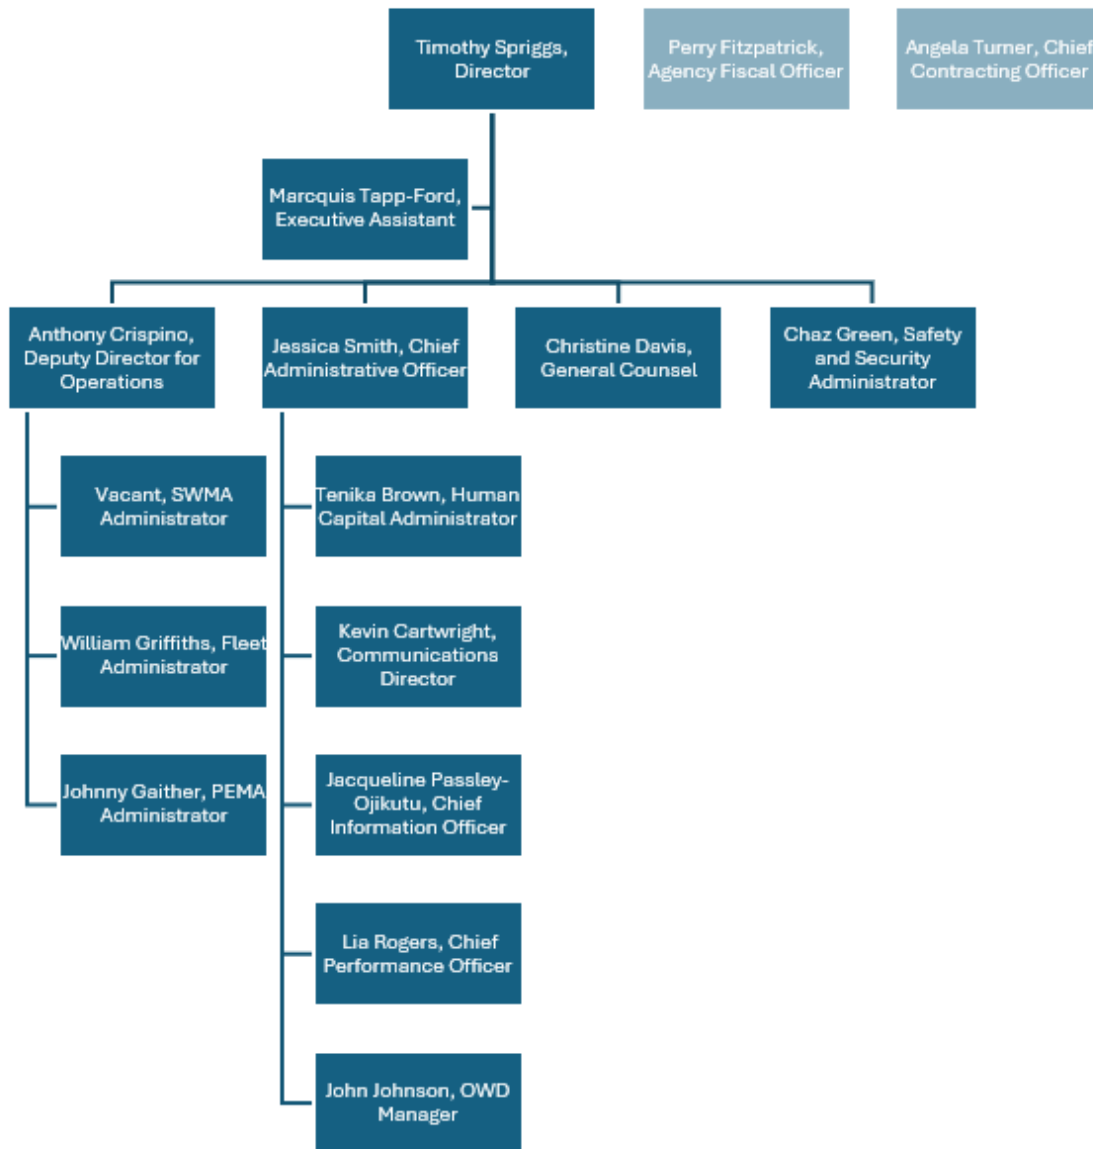 Timothy Spriggs,
Director
Perry Fitzpatrick,
Agency Fiscal Officer
Angela Turner, Chief
Contracting Officer
Marcquis Tapp-Ford,
Executive Assistant
Anthony Crispino,
Deputy Director for
Operations
Jessica Smith, Chief
Administrative Officer
Christine Davis,
General Counsel
Chaz Green, Safety
and Security
Administrator
Vacant, SWMA
Administrator
William Griffiths, Fleet
Administrator
Johnny Gaither, PEMA
Administrator
Tenika Brown, Human
Capital Administrator
Kevin Cartwright,
Communications
Director
Jacqueline Passley-
Ojikutu, Chief
Information Officer
Lia Rogers, Chief
Performance Officer
John Johnson, OWD
Manager